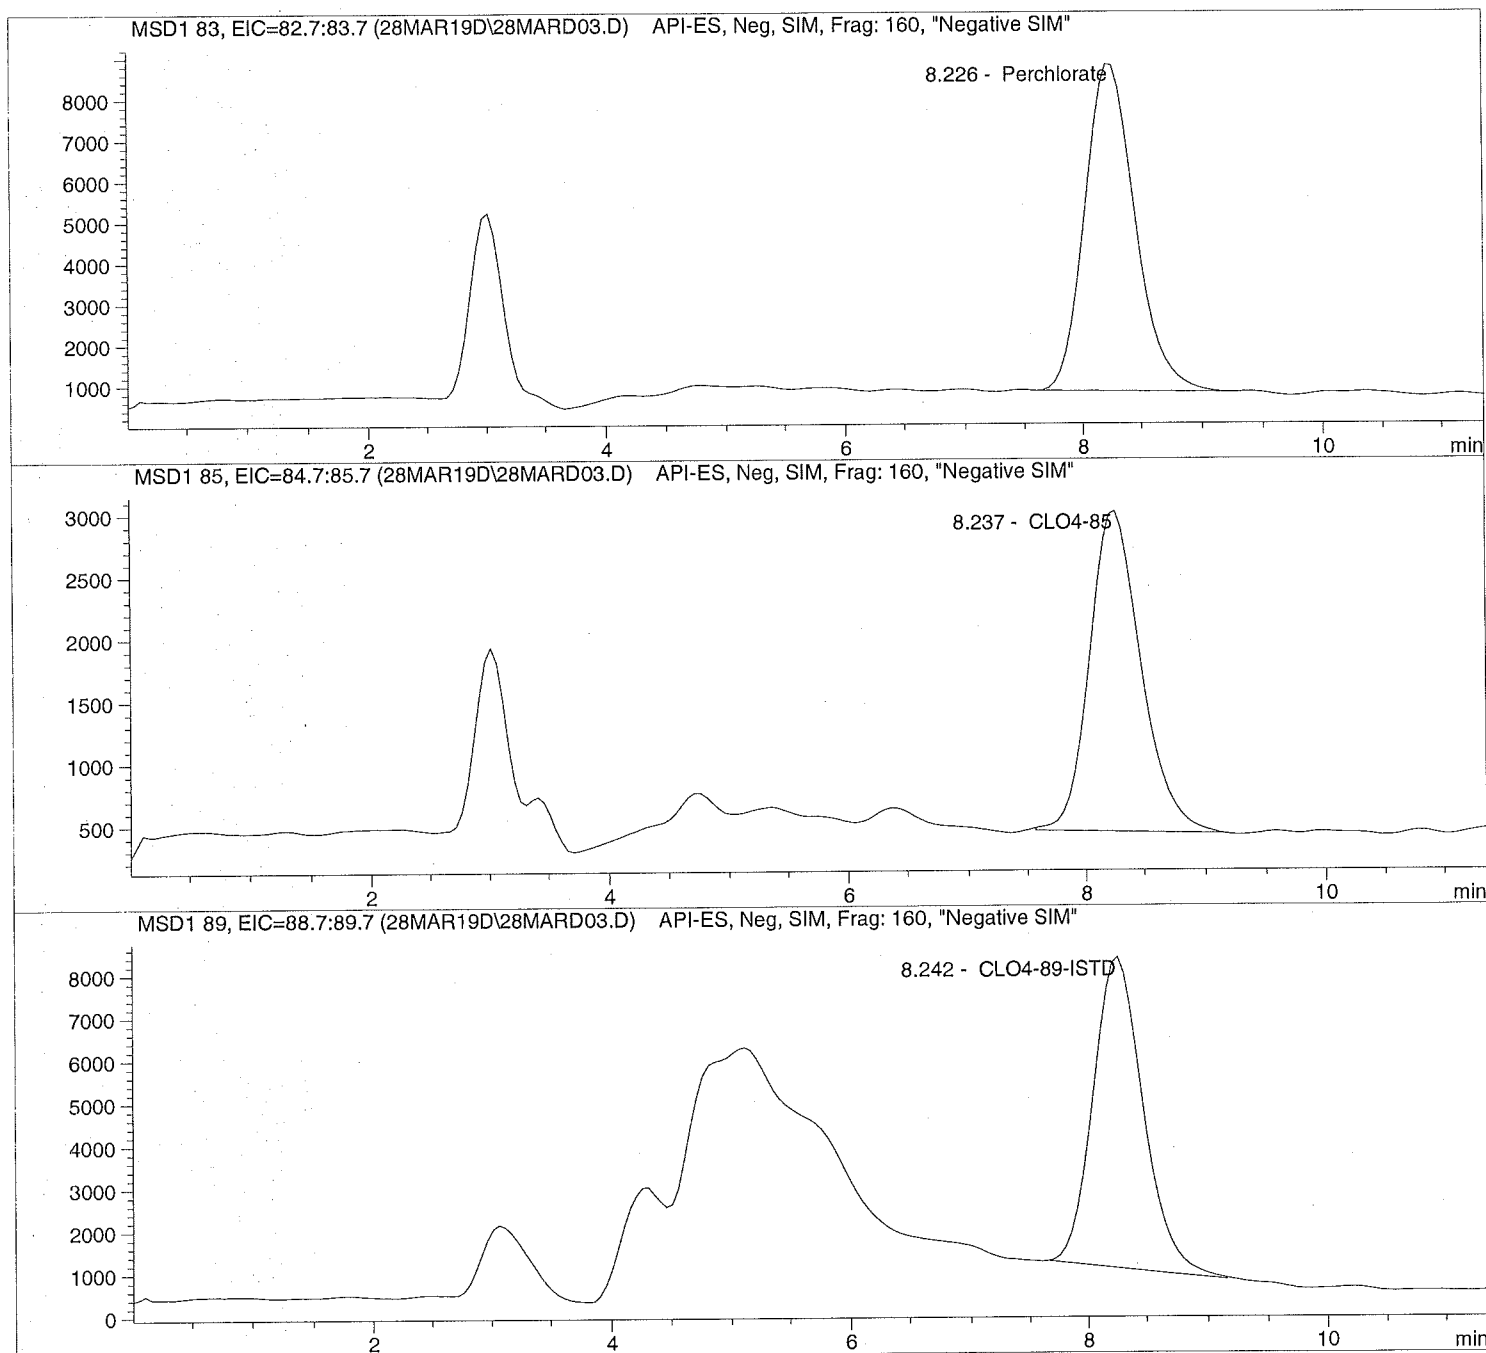 MSD1 83, EIC=82.7:83.7 (28MAR19D\28MARD03.D) API-ES, Neg, SIM, Frag: 160, "Negative SIM"
8.226 - Perchlorate
8000
7000
6000
5000
4000
3000
2000
1000
2 4 6 8 10 min
MSD1 85, EIC=84.7:85.7 (28MAR19D\28MARD03.D) API-ES, Neg, SIM, Frag: 160, "Negative SIM"
8.237 - CLO4-85
3000
2500
2000
1500
1000
500
2 4 6 8 10 min
MSD1 89, EIC=88.7:89.7 (28MAR19D\28MARD03.D) API-ES, Neg, SIM, Frag: 160, "Negative SIM"
8.242 - CLO4-89-ISTD
8000
7000
6000
5000
4000
3000
2000
1000
0
2 4 6 8 10 min